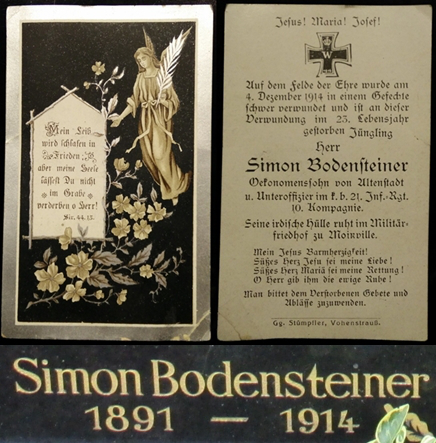 Mein Leib
wird schlafen in
Frieden,
aber meine Seele
lässest Du nicht
im Grabe
verderben o Herr!
Sir. 44, 13.
Jesus! Maria! Josef!
W
Auf dem Felde der Ehre wurde am
4. Dezember 1914 in einem Gefechte
schwer verwundet und ist an dieser
Verwundung im 23. Lebensjahr
gestorben Jüngling
Herr
Simon Bodensteiner
Oekonomensohn von Altenstadt
u. Unteroffizier im k. b. 21. Inf.-Rgt.
10. Kompagnie.
Seine irdische Hülle ruht im Militär-
friedhof zu Moinville.
Mein Jesus Barmherzigkeit!
Süßes Herz Jesu sei meine Liebe!
Süßes Herz Mariä sei meine Rettung!
O Herr gib ihm die ewige Ruhe!
Man bittet dem Verstorbenen Gebete und
Ablässe zuzuwenden.
Gg. Stümpfler, Vohenstrauß.
Simon Bodensteiner
1891 — 1914